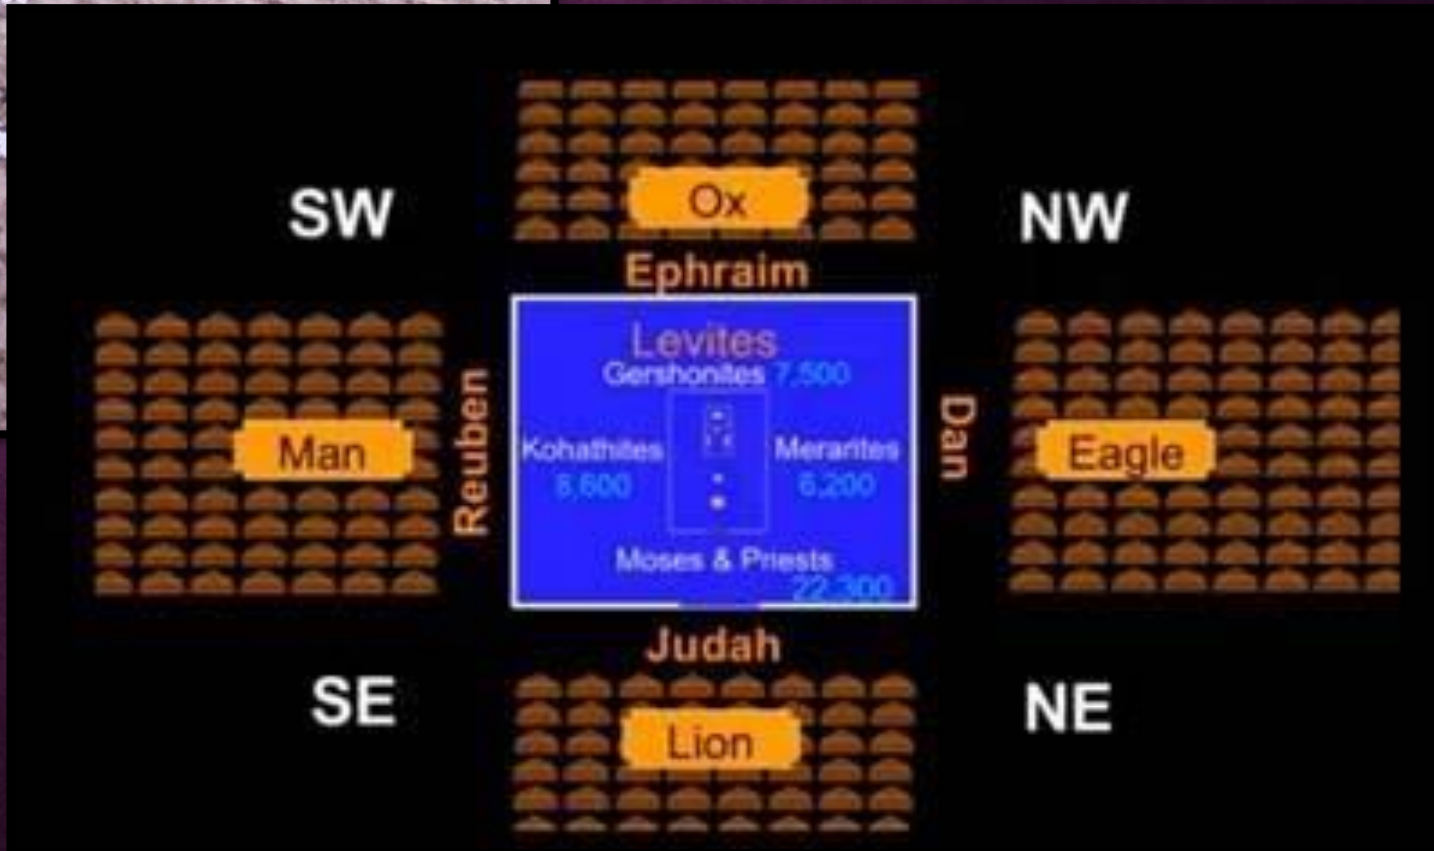 Ox
SW
NW
Ephraim
Levites
Gershonites 7,500
Reuben
Dan
Man
Kohathites
8,600
Merarites
6,200
Eagle
Moses & Priests
22,300
Judah
SE
NE
Lion